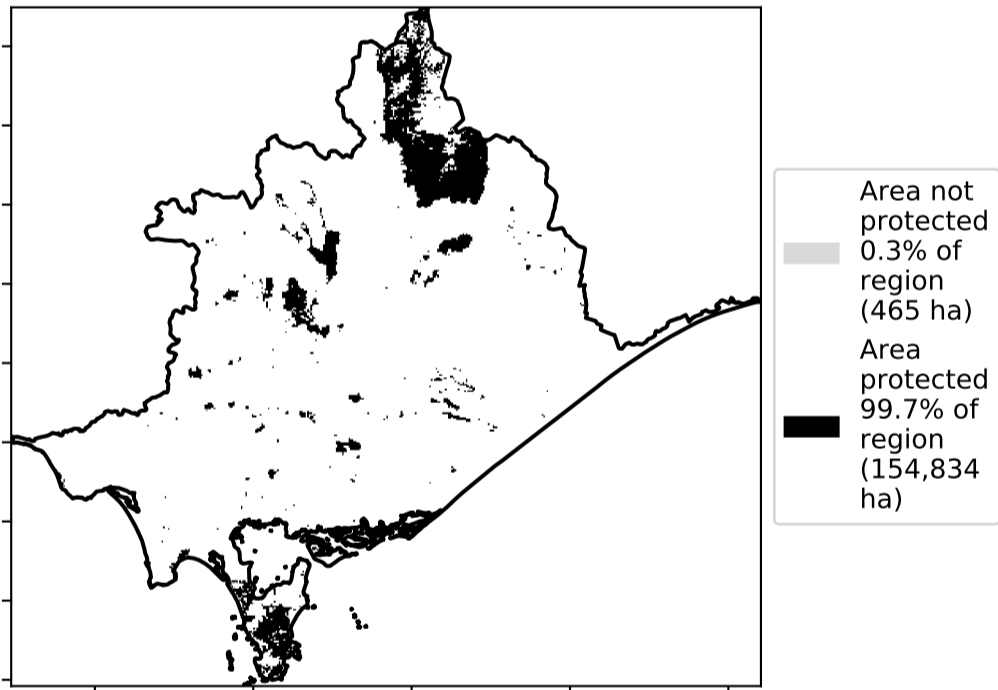 Area not
protected
0.3% of
region
(465 ha)
Area
protected
99.7% of
region
(154,834
ha)